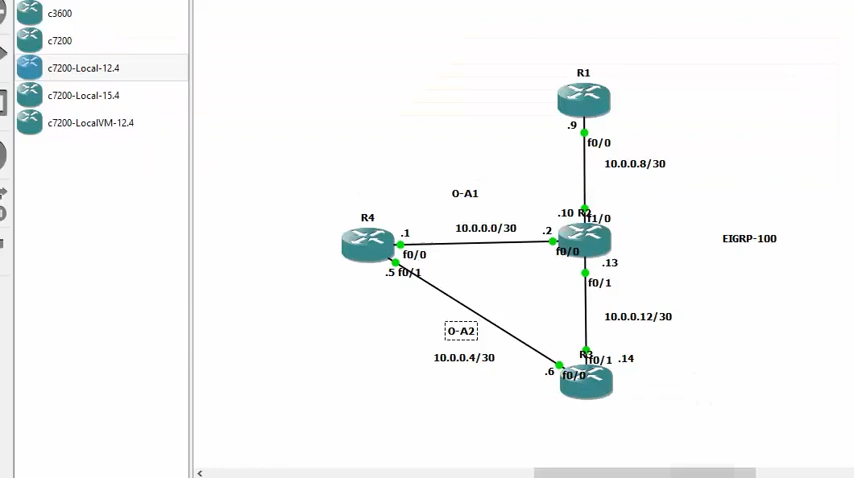 c3600
c7200
c7200-Local-12.4
c7200-Local-15.4
c7200-LocalVM-12.4
R1
.9
f0/0
10.0.0.8/30
O-A1
R4
.1
f0/0
10.0.0.0/30
.2
.10
R2
f1/0
f0/0
EIGRP-100
.13
f0/1
.5
f0/1
10.0.0.12/30
O-A2
10.0.0.4/30
R3
f0/1
.14
.6
f0/0